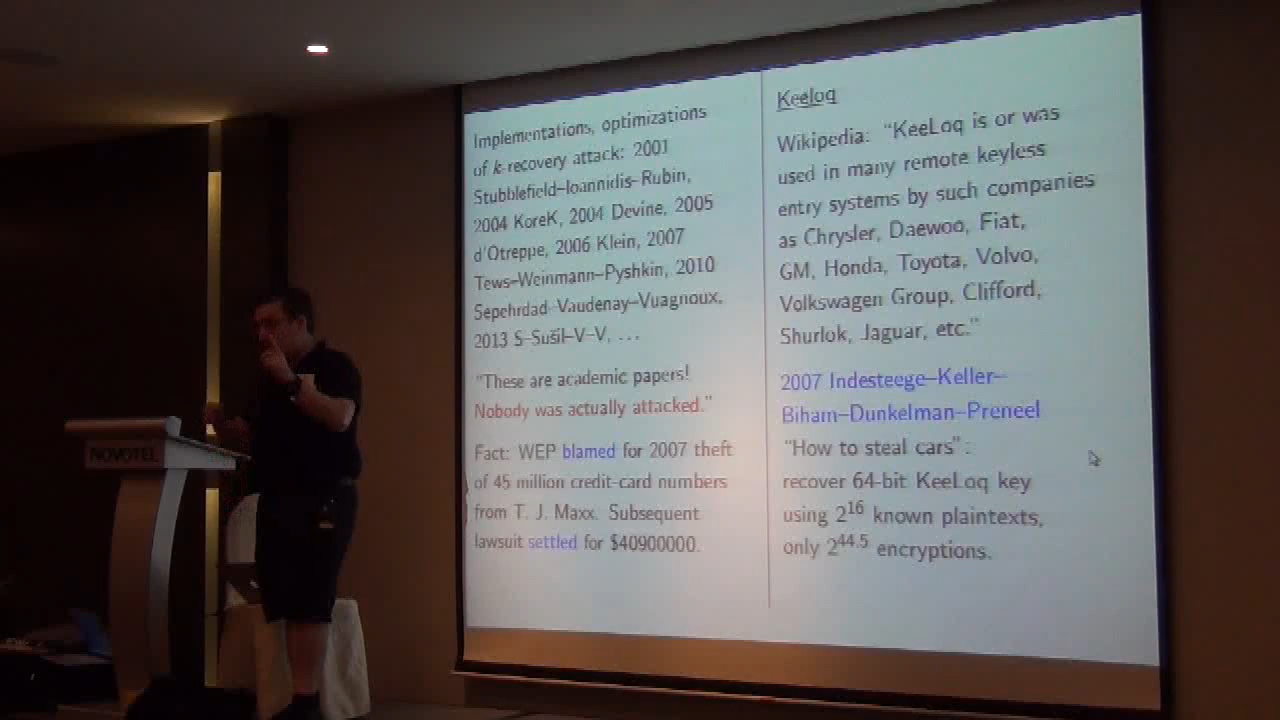 NOVOTEL
Implementations, optimizations
of k-recovery attack: 2001
Stubblefield–Ioannidis–Rubin,
2004 KoreK, 2004 Devine, 2005
d'Otreppe, 2006 Klein, 2007
Tews–Weinmann–Pyshkin, 2010
Sepehrdad–Vaudenay–Vuagnoux,
2013 S–Sušil–V–V, ...
"These are academic papers!
Nobody was actually attacked."
Fact: WEP blamed for 2007 theft
of 45 million credit-card numbers
from T. J. Maxx. Subsequent
lawsuit settled for $40900000.
Keeloq
Wikipedia: "KeeLoq is or was
used in many remote keyless
entry systems by such companies
as Chrysler, Daewoo, Fiat,
GM, Honda, Toyota, Volvo,
Volkswagen Group, Clifford,
Shurlok, Jaguar, etc."
2007 Indesteege–Keller–
Biham–Dunkelman–Preneel
"How to steal cars":
recover 64-bit KeeLoq key
using 2^16 known plaintexts,
only 2^44.5 encryptions.